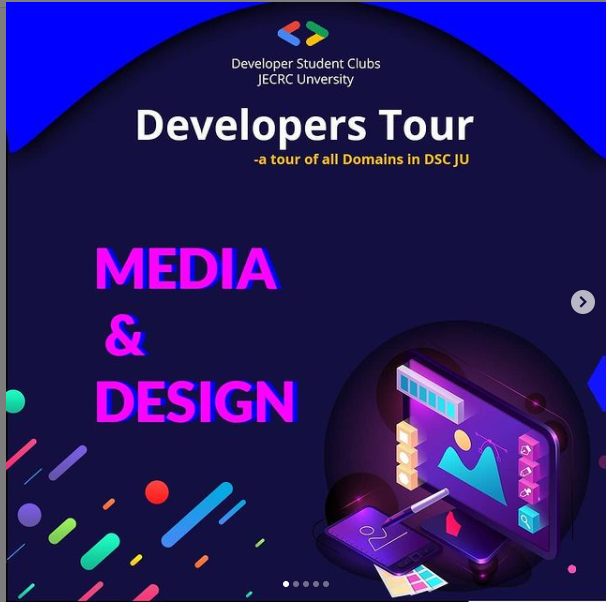 Developer Student Clubs
JECRC Unversity
Developers Tour
-a tour of all Domains in DSC JU
MEDIA
&
DESIGN